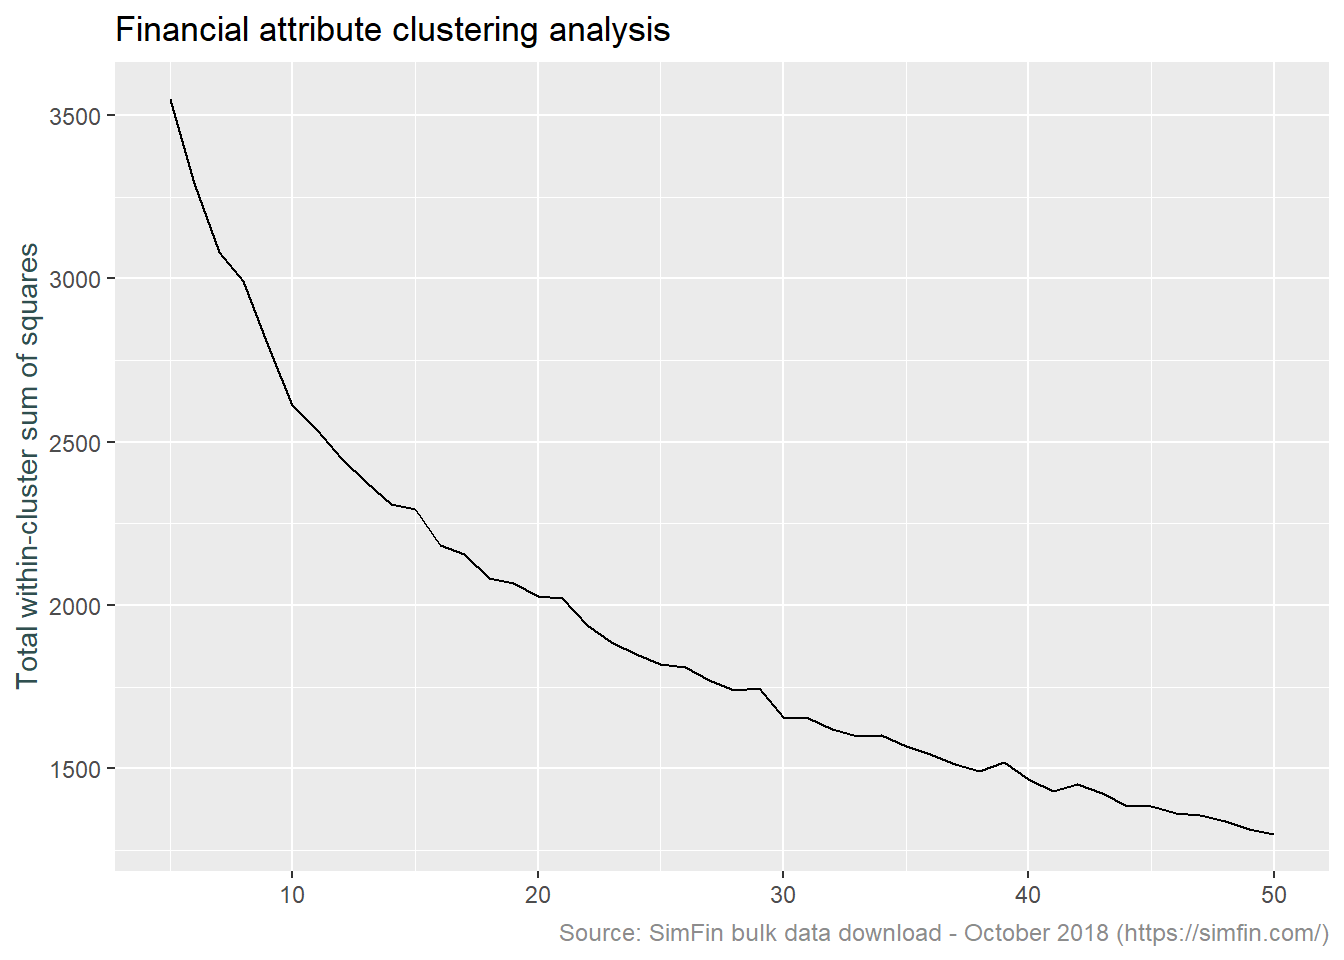 Financial attribute clustering analysis
Total within-cluster sum of squares
3500
3000
2500
2000
1500
10 20 30 40 50
Source: SimFin bulk data download - October 2018 (https://simfin.com/)